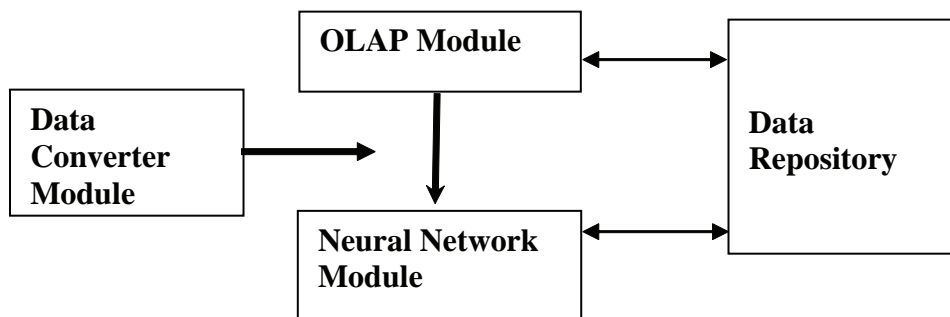 OLAP Module
Data
Converter
Module
Data
Repository
Neural Network
Module